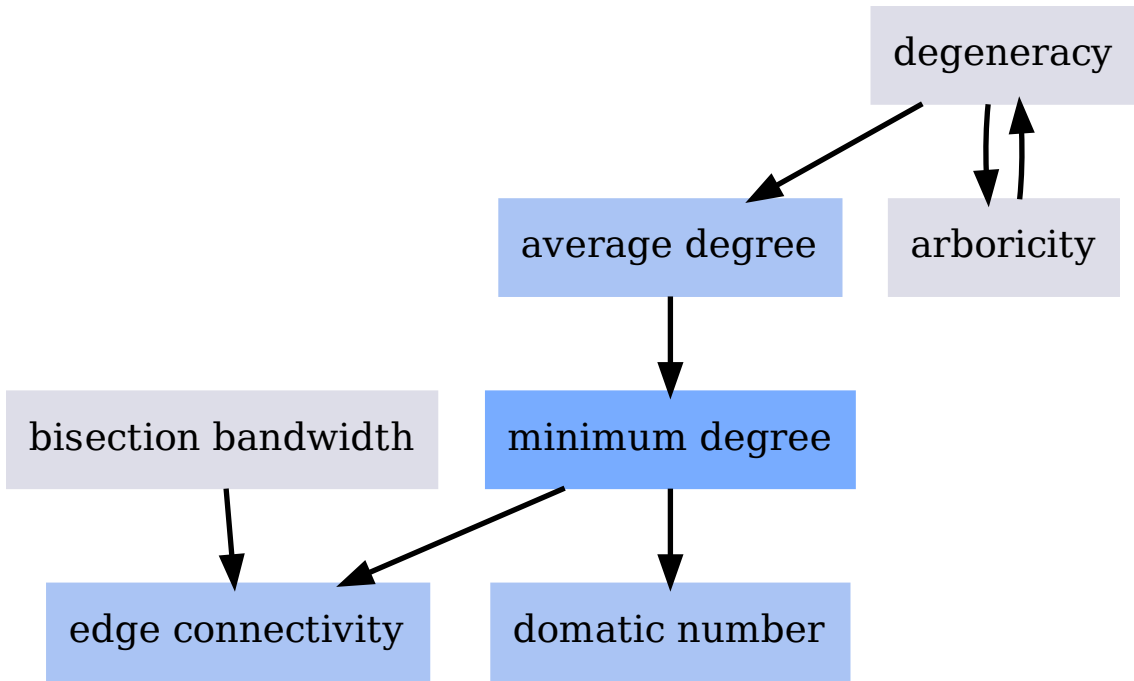 degeneracy
average degree
arboricity
bisection bandwidth
minimum degree
edge connectivity
domatic number